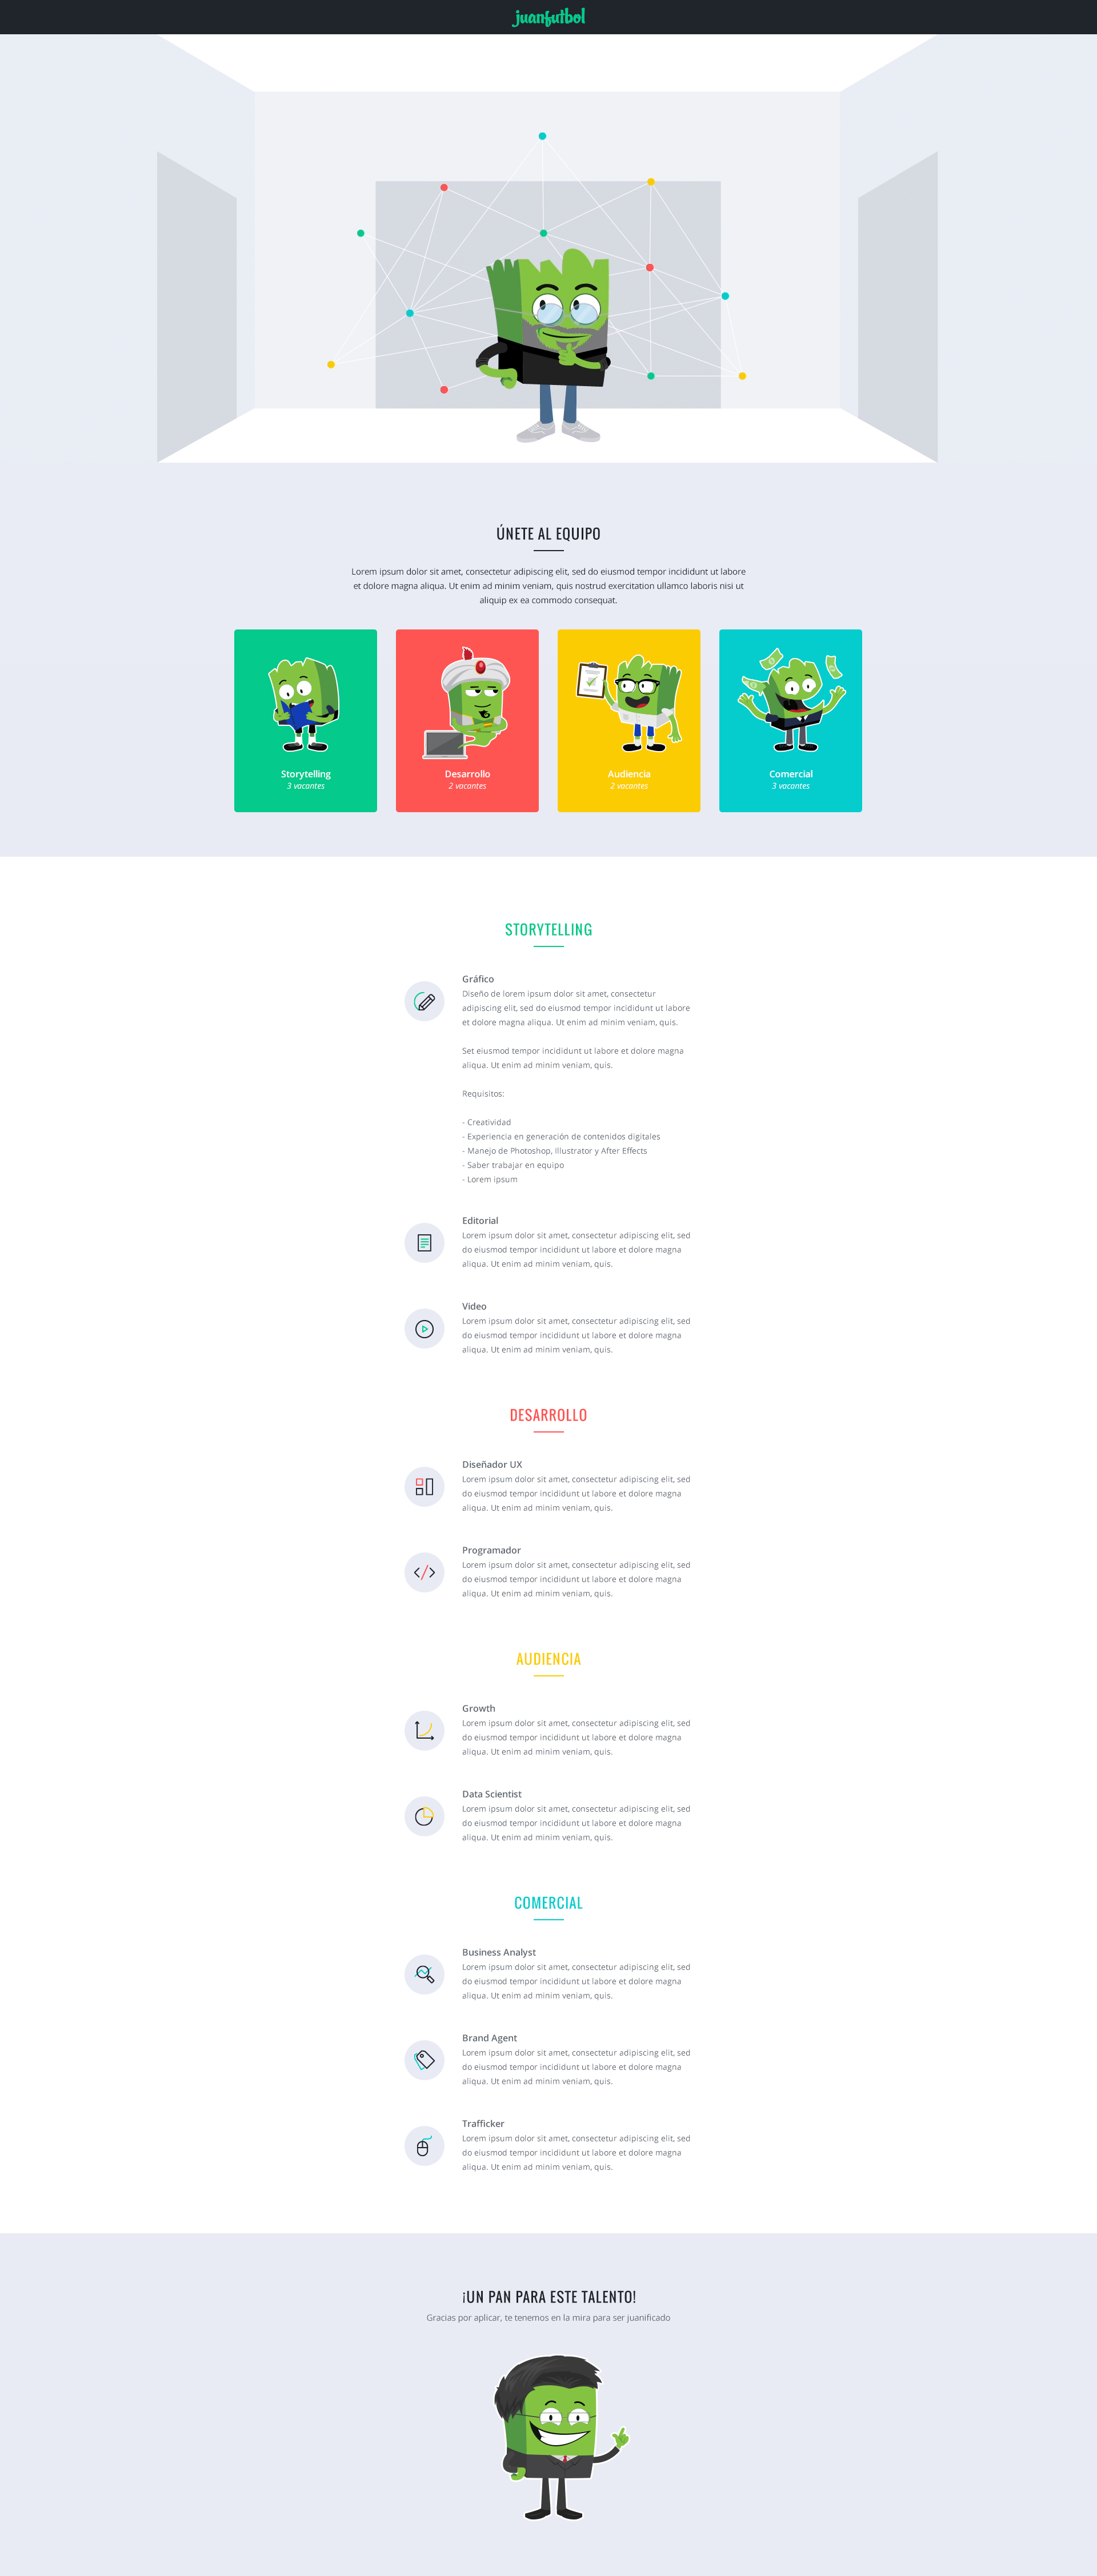 juanfutbol
ÚNETE AL EQUIPO
Lorem ipsum dolor sit amet, consectetur adipiscing elit, sed do eiusmod tempor incididunt ut labore
et dolore magna aliqua. Ut enim ad minim veniam, quis nostrud exercitation ullamco laboris nisi ut
aliquip ex ea commodo consequat.
Storytelling
3 vacantes
Desarrollo
2 vacantes
Audiencia
2 vacantes
Comercial
3 vacantes
STORYTELLING
Gráfico
Diseño de lorem ipsum dolor sit amet, consectetur
adipiscing elit, sed do eiusmod tempor incididunt ut labore
et dolore magna aliqua. Ut enim ad minim veniam, quis.
Set eiusmod tempor incididunt ut labore et dolore magna
aliqua. Ut enim ad minim veniam, quis.
Requisitos:
- Creatividad
- Experiencia en generación de contenidos digitales
- Manejo de Photoshop, Illustrator y After Effects
- Saber trabajar en equipo
- Lorem ipsum
Editorial
Lorem ipsum dolor sit amet, consectetur adipiscing elit, sed
do eiusmod tempor incididunt ut labore et dolore magna
aliqua. Ut enim ad minim veniam, quis.
Video
Lorem ipsum dolor sit amet, consectetur adipiscing elit, sed
do eiusmod tempor incididunt ut labore et dolore magna
aliqua. Ut enim ad minim veniam, quis.
DESARROLLO
Diseñador UX
Lorem ipsum dolor sit amet, consectetur adipiscing elit, sed
do eiusmod tempor incididunt ut labore et dolore magna
aliqua. Ut enim ad minim veniam, quis.
Programador
Lorem ipsum dolor sit amet, consectetur adipiscing elit, sed
do eiusmod tempor incididunt ut labore et dolore magna
aliqua. Ut enim ad minim veniam, quis.
AUDIENCIA
Growth
Lorem ipsum dolor sit amet, consectetur adipiscing elit, sed
do eiusmod tempor incididunt ut labore et dolore magna
aliqua. Ut enim ad minim veniam, quis.
Data Scientist
Lorem ipsum dolor sit amet, consectetur adipiscing elit, sed
do eiusmod tempor incididunt ut labore et dolore magna
aliqua. Ut enim ad minim veniam, quis.
COMERCIAL
Business Analyst
Lorem ipsum dolor sit amet, consectetur adipiscing elit, sed
do eiusmod tempor incididunt ut labore et dolore magna
aliqua. Ut enim ad minim veniam, quis.
Brand Agent
Lorem ipsum dolor sit amet, consectetur adipiscing elit, sed
do eiusmod tempor incididunt ut labore et dolore magna
aliqua. Ut enim ad minim veniam, quis.
Trafficker
Lorem ipsum dolor sit amet, consectetur adipiscing elit, sed
do eiusmod tempor incididunt ut labore et dolore magna
aliqua. Ut enim ad minim veniam, quis.
¡UN PAN PARA ESTE TALENTO!
Gracias por aplicar, te tenemos en la mira para ser juanificado